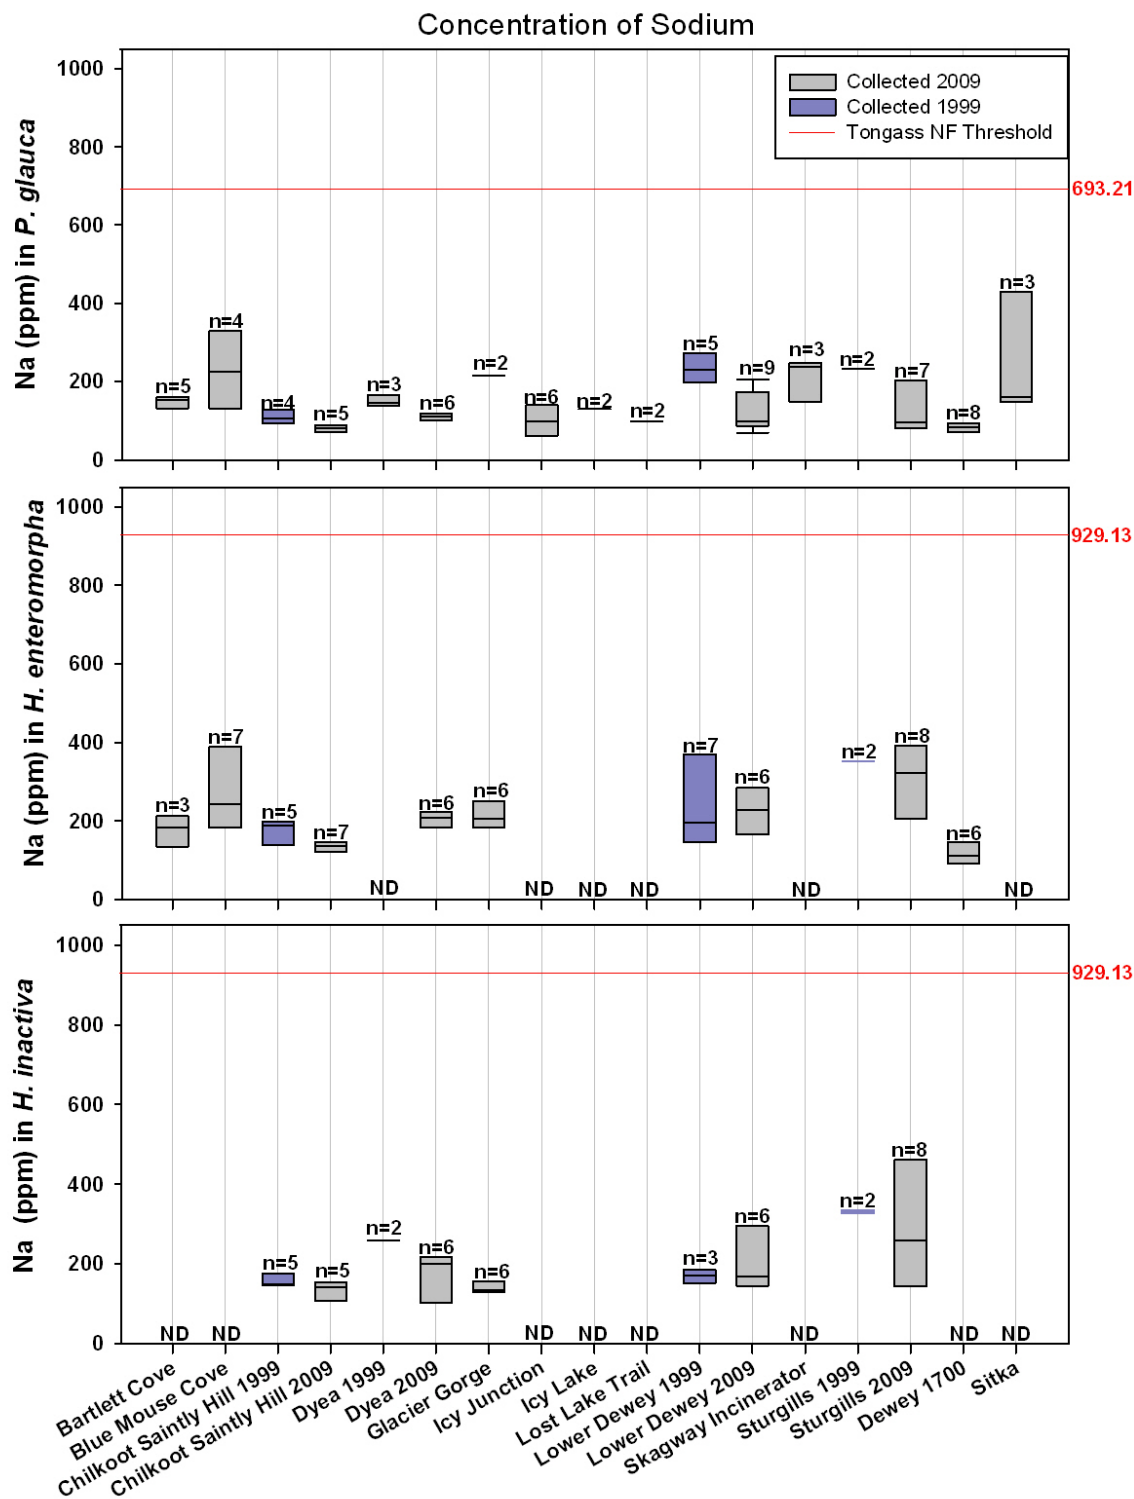 Concentration of Sodium
Collected 2009
Collected 1999
Tongass NF Threshold
Na (ppm) in P. glauca
1000
800
600
400
200
0
693.21
n=5
n=4
n=4
n=5
n=3
n=6
n=2
n=6
n=2
n=2
n=5
n=9
n=3
n=2
n=7
n=8
n=3
Na (ppm) in H. enteromorpha
1000
800
600
400
200
0
929.13
n=3
n=7
n=5
n=7
ND
n=6
n=6
ND
ND
ND
n=7
n=6
ND
n=2
n=8
n=6
ND
Na (ppm) in H. inactiva
1000
800
600
400
200
0
929.13
ND
ND
n=5
n=5
n=2
n=6
n=6
ND
ND
ND
n=3
n=6
ND
n=2
n=8
ND
ND
Bartlett Cove
Blue Mouse Cove
Chilkoot Saintly Hill 1999
Chilkoot Saintly Hill 2009
Dyea 1999
Dyea 2009
Glacier Gorge
Icy Junction
Icy Lake
Lost Lake Trail
Lower Dewey 1999
Lower Dewey 2009
Skagway Incinerator
Sturgills 1999
Sturgills 2009
Dewey 1700
Sitka